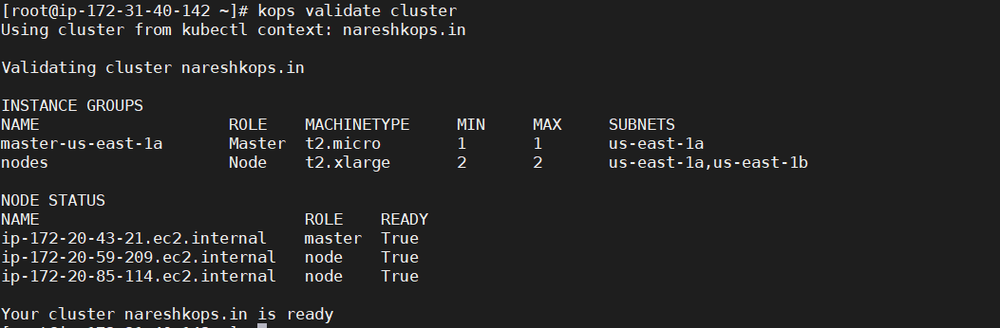 [root@ip-172-31-40-142 ~]# kops validate cluster
Using cluster from kubectl context: nareshkops.in
Validating cluster nareshkops.in
INSTANCE GROUPS
NAME ROLE MACHINETYPE MIN MAX SUBNETS
master-us-east-1a Master t2.micro 1 1 us-east-1a
nodes Node t2.xlarge 2 2 us-east-1a,us-east-1b
NODE STATUS
NAME ROLE READY
ip-172-20-43-21.ec2.internal master True
ip-172-20-59-209.ec2.internal node True
ip-172-20-85-114.ec2.internal node True
Your cluster nareshkops.in is ready